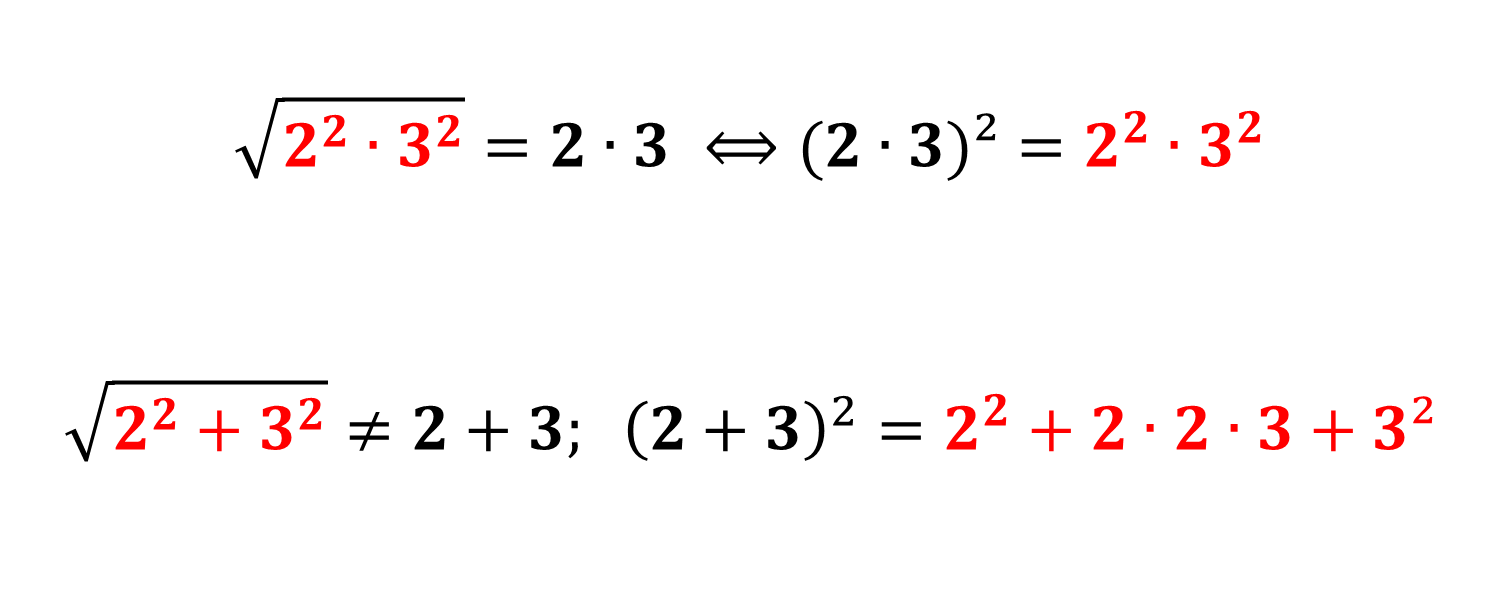 √(2² · 3²) = 2 · 3 ⟺ (2 · 3)² = 2² · 3²
√(2² + 3²) ≠ 2 + 3; (2 + 3)² = 2² + 2 · 2 · 3 + 3²